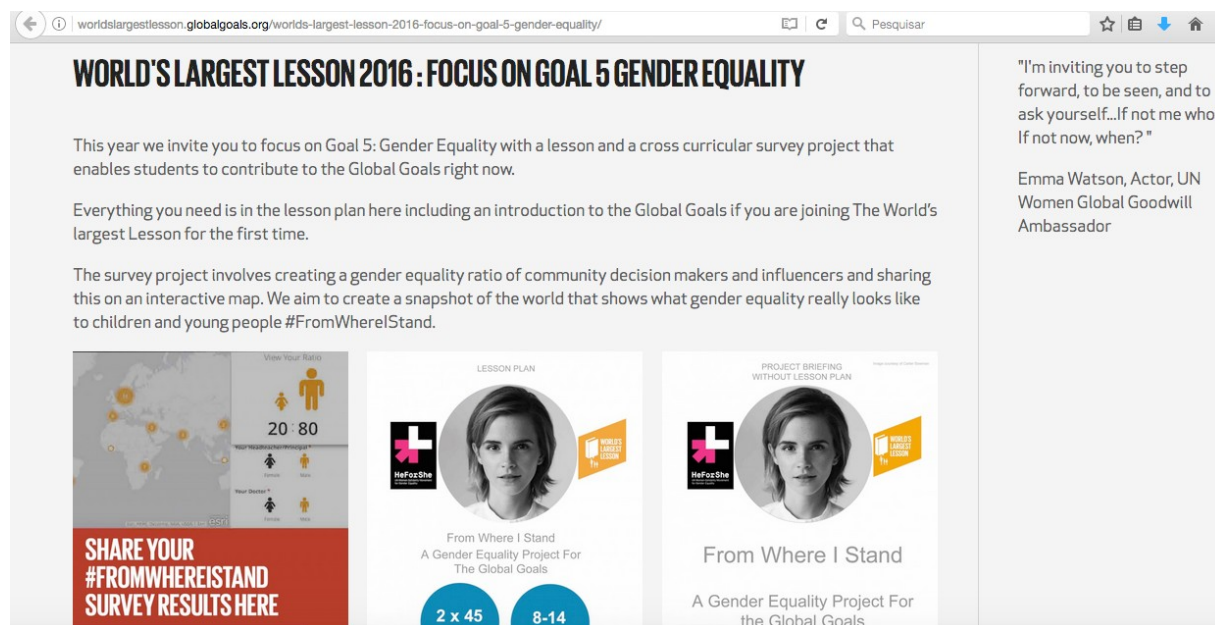 worldslargestlesson.globalgoals.org/worlds-largest-lesson-2016-focus-on-goal-5-gender-equality/
Pesquisar
WORLD'S LARGEST LESSON 2016 : FOCUS ON GOAL 5 GENDER EQUALITY
This year we invite you to focus on Goal 5: Gender Equality with a lesson and a cross curricular survey project that
enables students to contribute to the Global Goals right now.
Everything you need is in the lesson plan here including an introduction to the Global Goals if you are joining The World's
largest Lesson for the first time.
The survey project involves creating a gender equality ratio of community decision makers and influencers and sharing
this on an interactive map. We aim to create a snapshot of the world that shows what gender equality really looks like
to children and young people #FromWhereIStand.
View Your Ratio
20 : 80
Your Headteacher/Principal *
Female Male
Your Doctor *
Female Male
esri
SHARE YOUR
#FROMWHEREISTAND
SURVEY RESULTS HERE
LESSON PLAN
HeForShe
WORLD'S
LARGEST
LESSON
From Where I Stand
A Gender Equality Project For
The Global Goals
2 x 45
8-14
PROJECT BRIEFING
WITHOUT LESSON PLAN
HeForShe
WORLD'S
LARGEST
LESSON
From Where I Stand
A Gender Equality Project For
the Global Goals
"I'm inviting you to step
forward, to be seen, and to
ask yourself...If not me who
If not now, when? "
Emma Watson, Actor, UN
Women Global Goodwill
Ambassador